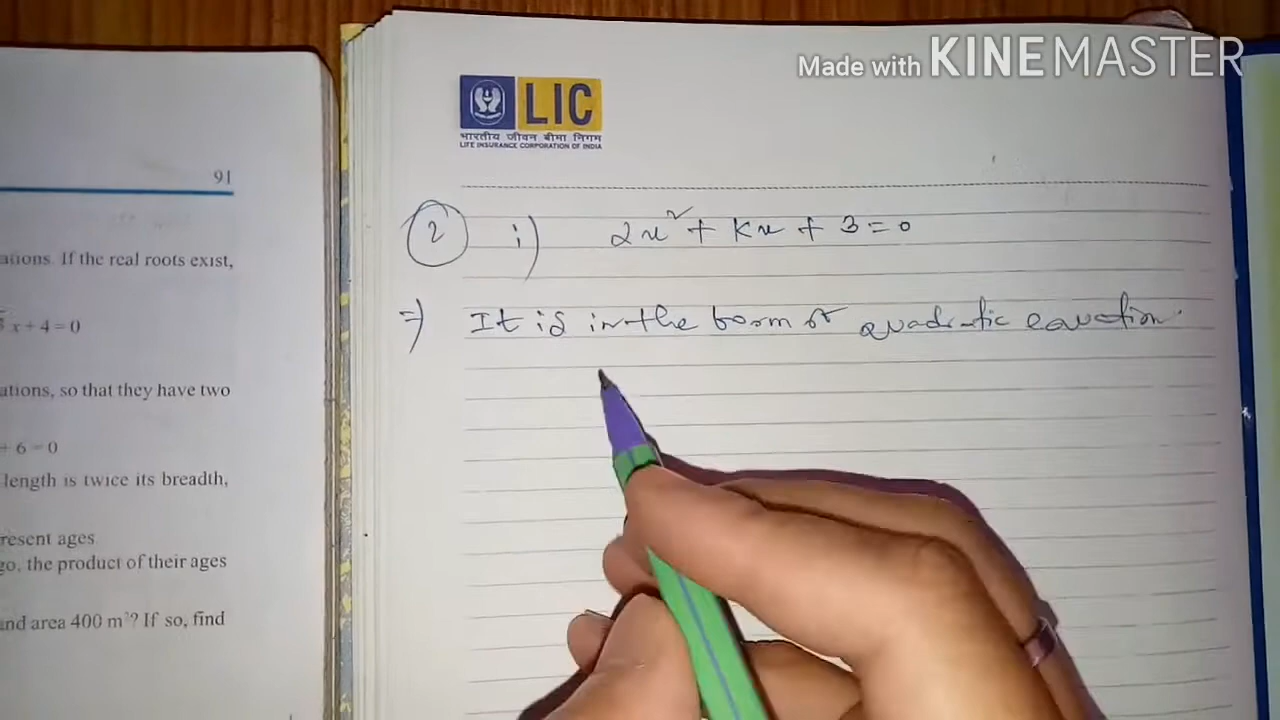 Made with KINEMASTER
LIC
भारतीय जीवन बीमा निगम
LIFE INSURANCE CORPORATION OF INDIA
91
ations. If the real roots exist,
x + 4 = 0
ations, so that they have two
+ 6 = 0
length is twice its breadth,
resent ages
go, the product of their ages
and area 400 m²? If so, find
2 i) 2x² + Kx + 3 = 0
=) It is in the form of quadratic equation.